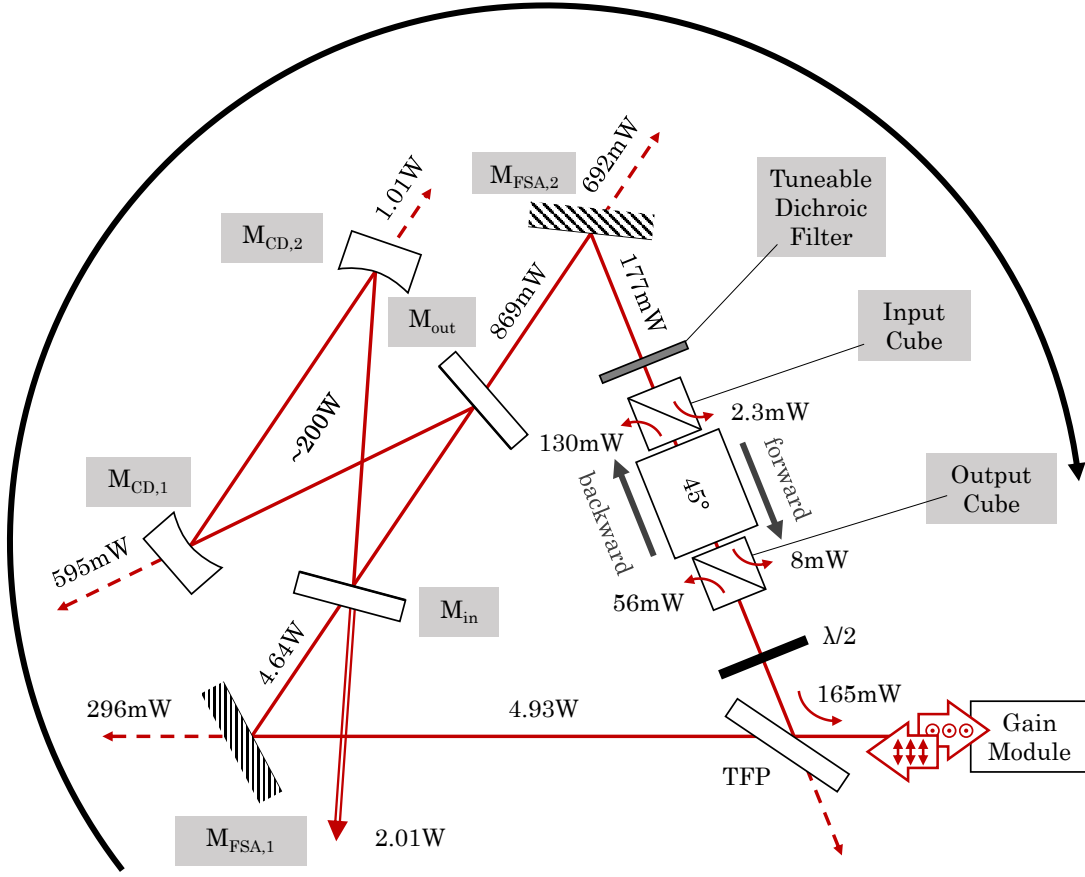 692mW
M_FSA,2
Tuneable
Dichroic
Filter
1.01W
M_CD,2
177mW
869mW
M_out
Input
Cube
~200W
2.3mW
130mW
M_CD,1
forward
45°
backward
Output
Cube
595mW
8mW
56mW
M_in
λ/2
4.64W
165mW
296mW
4.93W
Gain
Module
TFP
M_FSA,1
2.01W